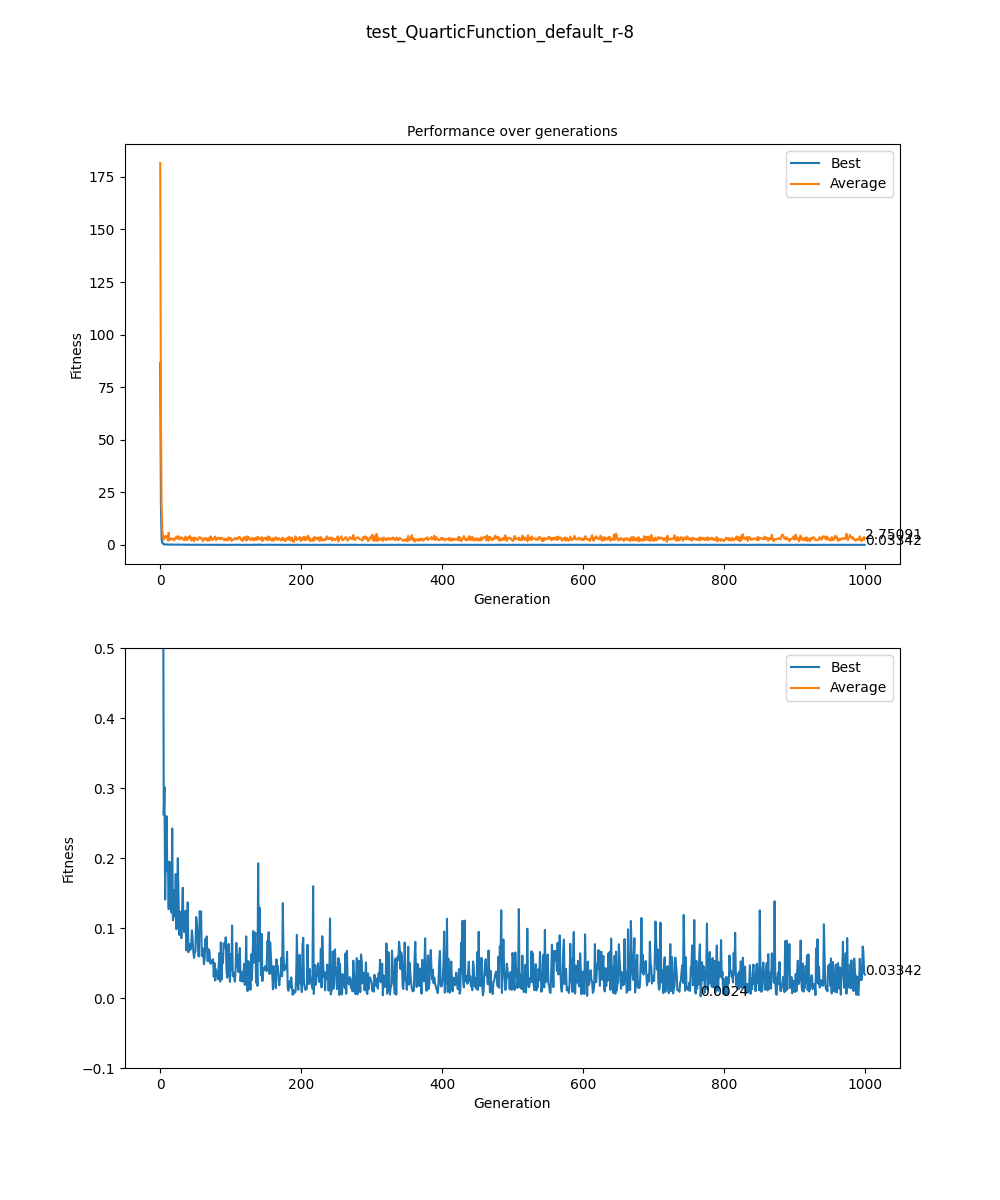 test_QuarticFunction_default_r-8
Performance over generations
Best
Average
175
150
125
100
75
50
25
0
Fitness
2.75091
0.03342
0 200 400 600 800 1000
Generation
Best
Average
0.5
0.4
0.3
0.2
0.1
0.0
−0.1
Fitness
0.03342
0.0024
0 200 400 600 800 1000
Generation